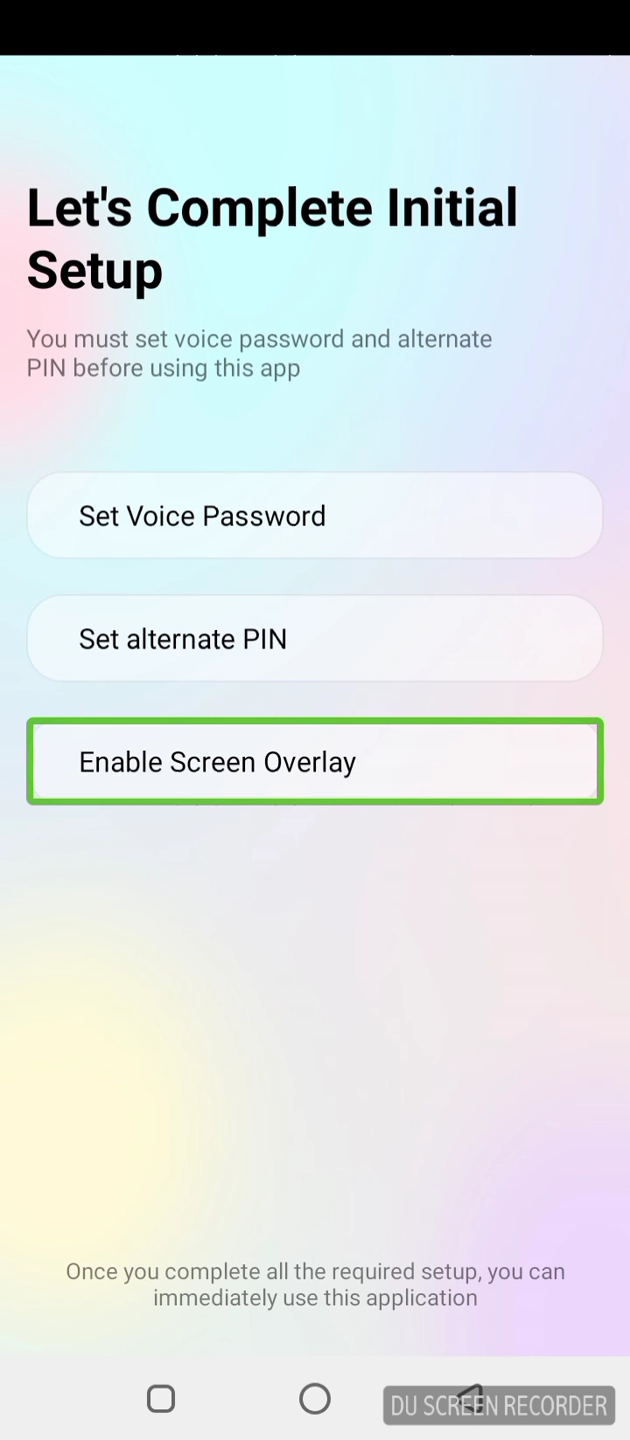 Let's Complete Initial
Setup
You must set voice password and alternate
PIN before using this app
Set Voice Password
Set alternate PIN
Enable Screen Overlay
Once you complete all the required setup, you can
immediately use this application
DU SCREEN RECORDER